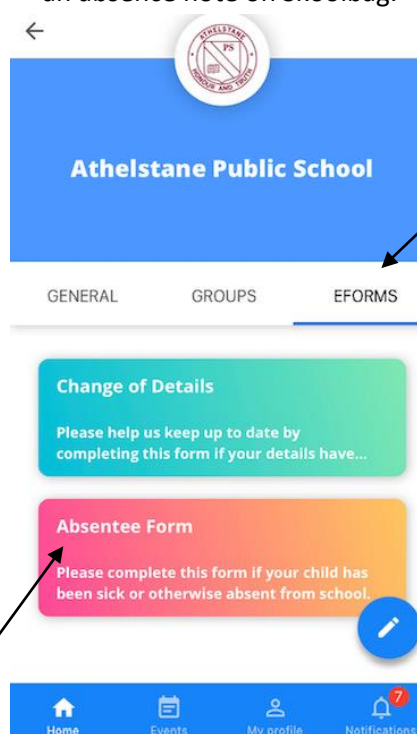 an absence note on Skoolbag.
ATHELSTANE
PS
HONOUR AND TRUTH
Athelstane Public School
GENERAL GROUPS EFORMS
Change of Details
Please help us keep up to date by
completing this form if your details have...
Absentee Form
Please complete this form if your child has
been sick or otherwise absent from school.
7
Home Events My profile Notifications